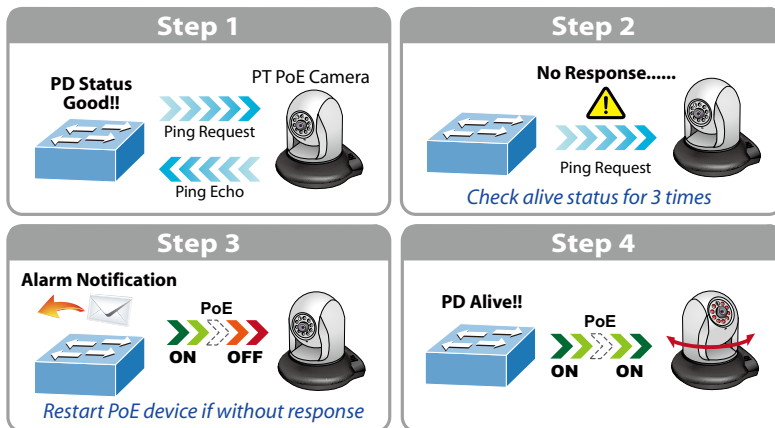 Step 1
PD Status
Good!!
PT PoE Camera
Ping Request
Ping Echo
Step 2
No Response......
Ping Request
Check alive status for 3 times
Step 3
Alarm Notification
PoE
ON OFF
Restart PoE device if without response
Step 4
PD Alive!!
PoE
ON ON